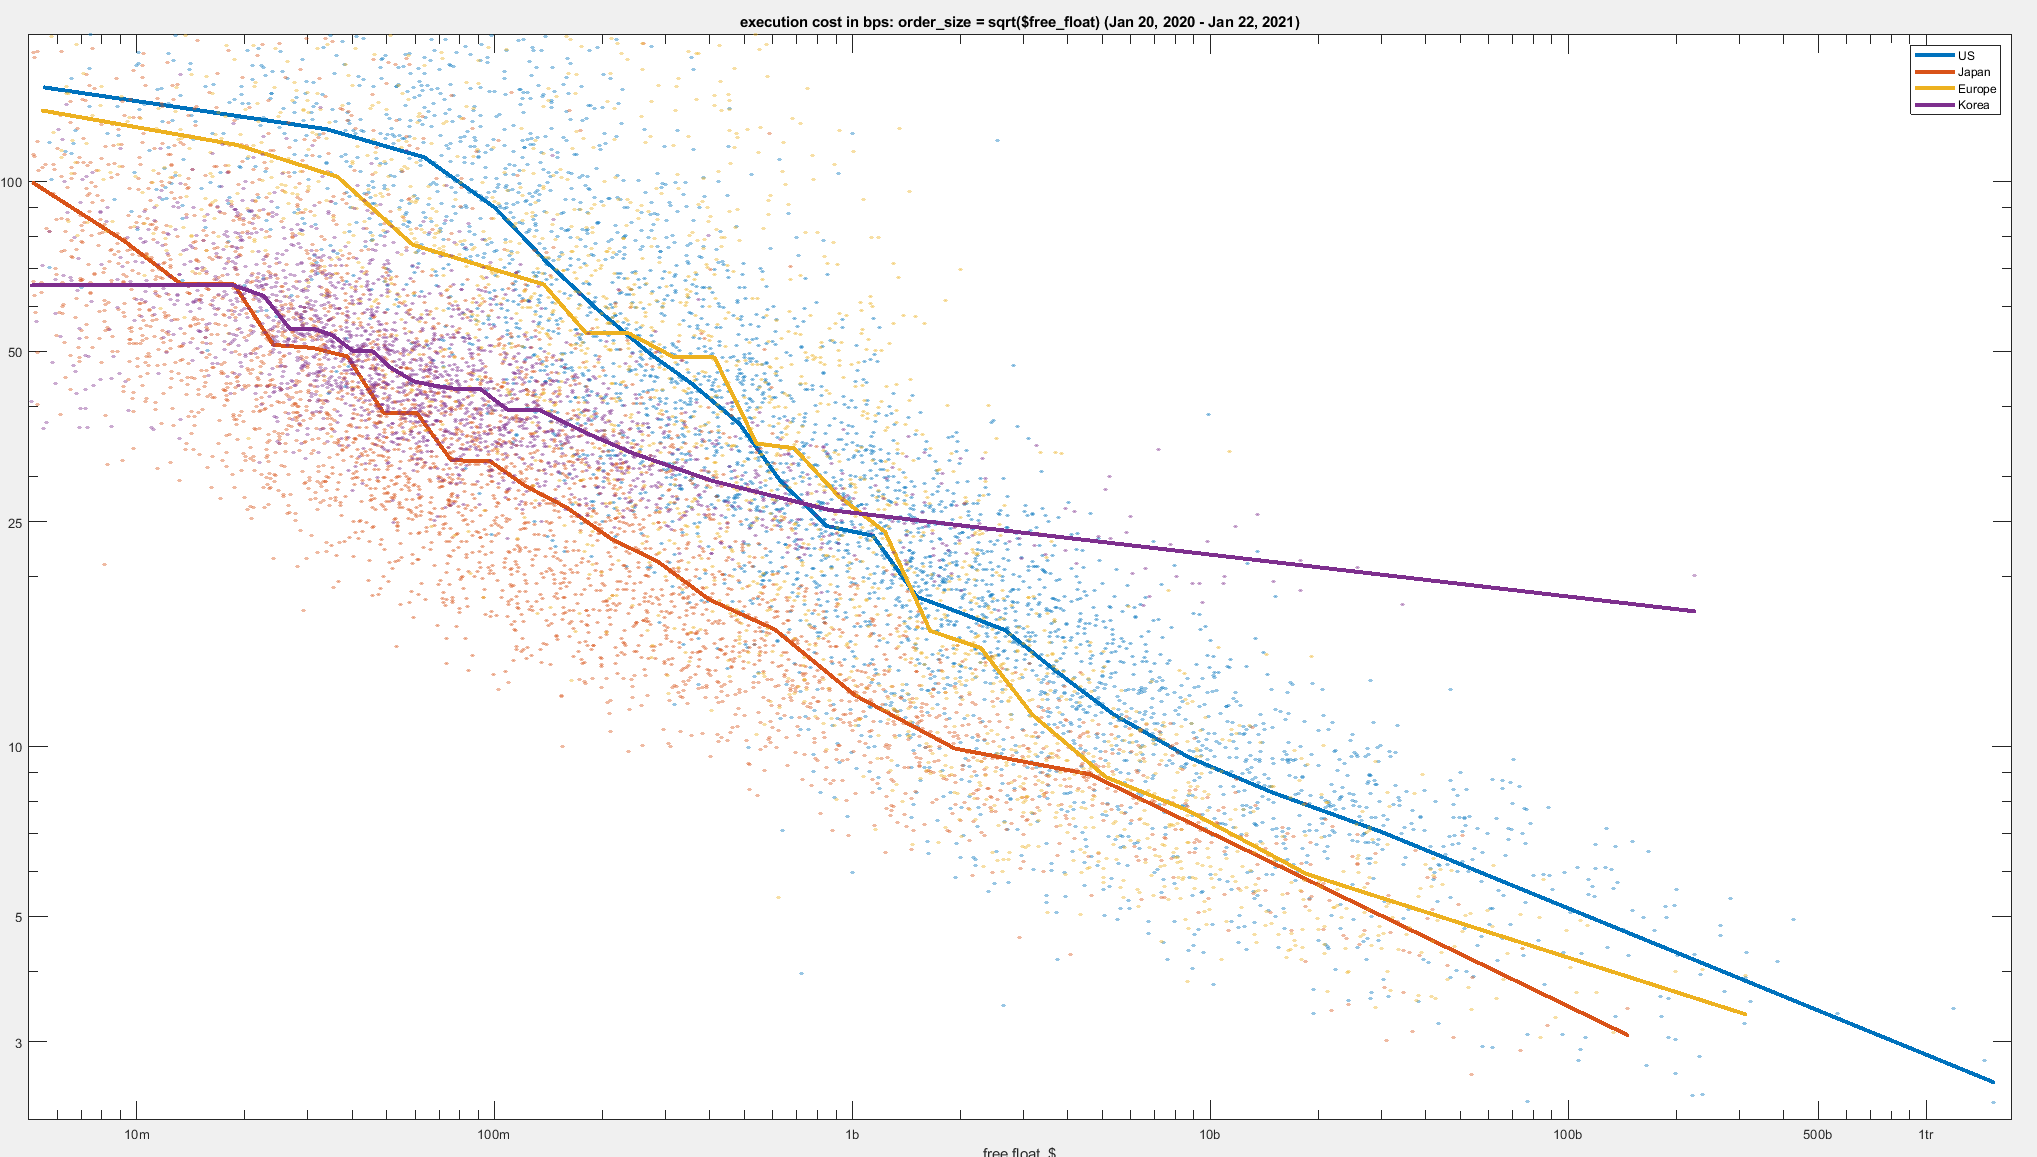 execution cost in bps: order_size = sqrt($free_float) (Jan 20, 2020 - Jan 22, 2021)
US
Japan
Europe
Korea
100
50
25
10
5
3
10m 100m 1b 10b 100b 500b 1tr
free float, $